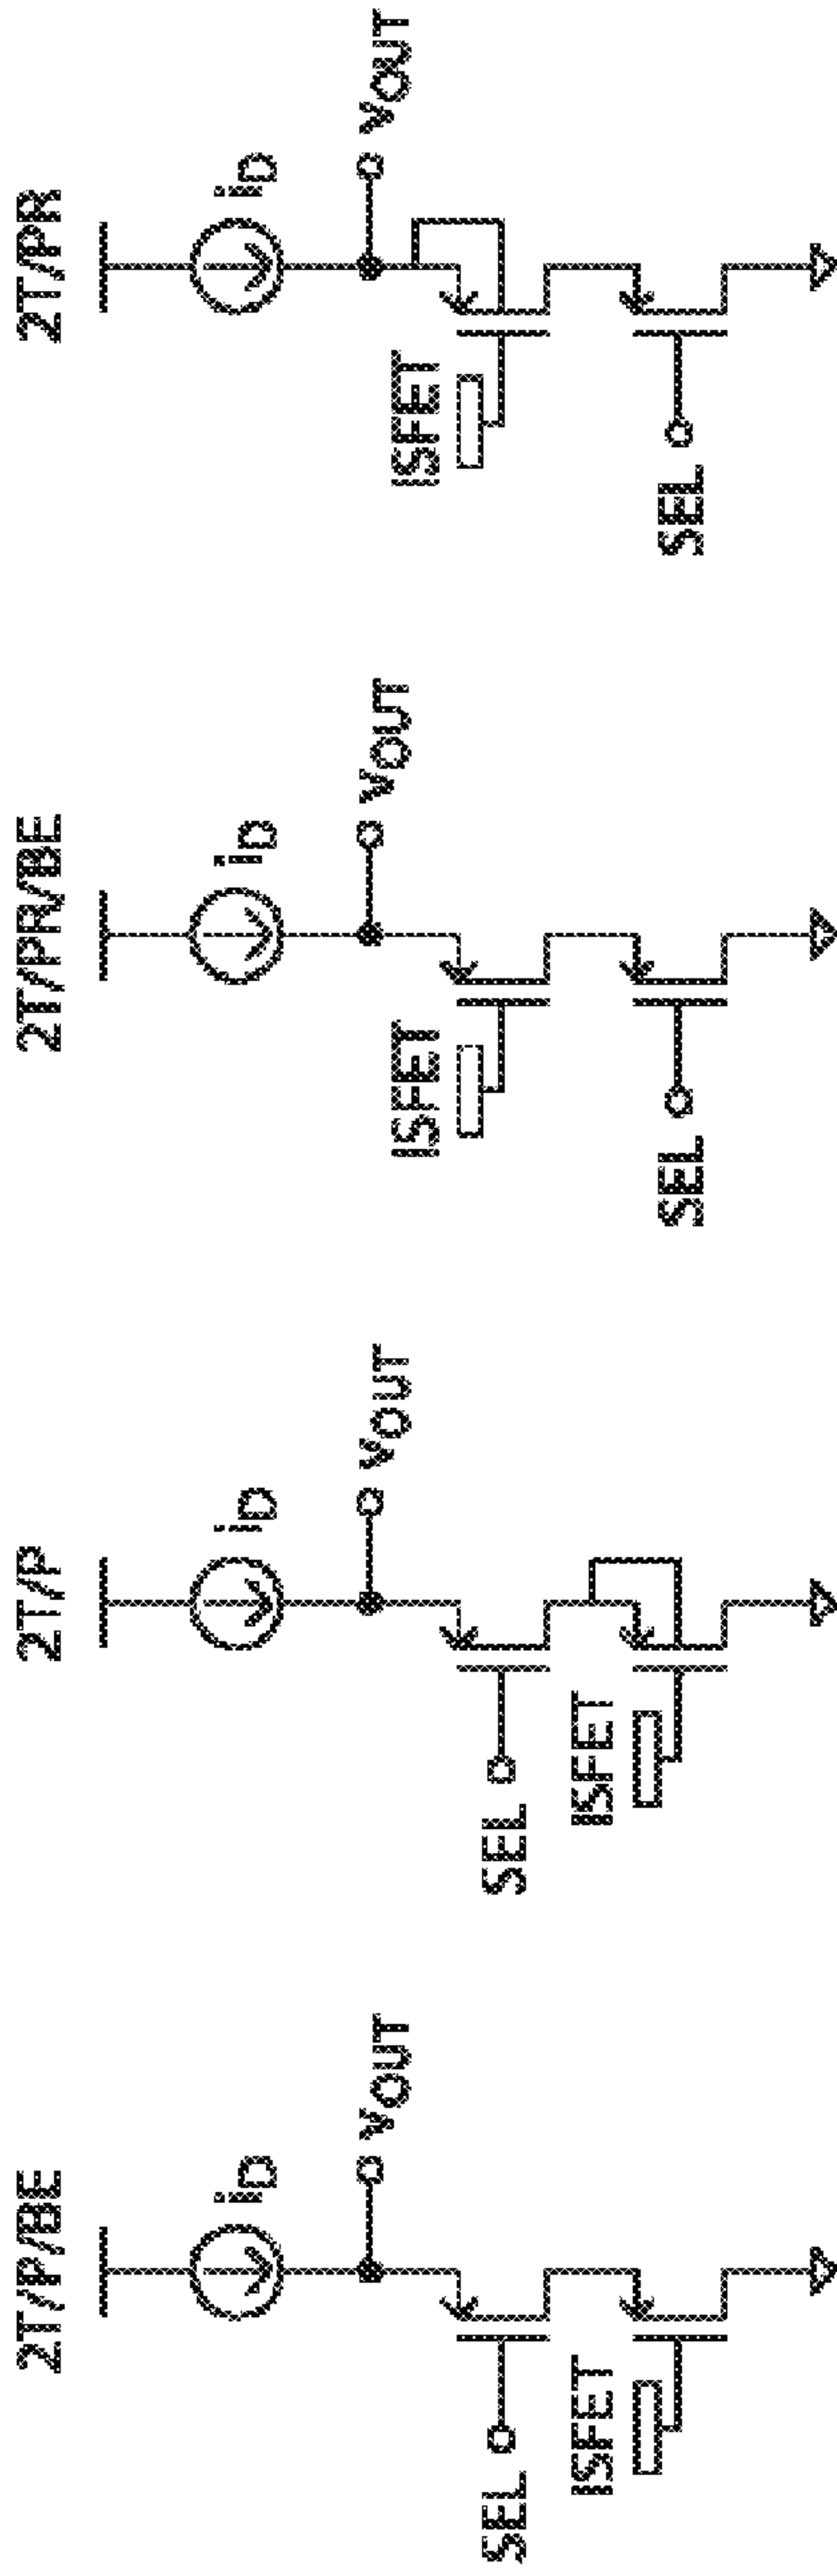 2T/P/BE
iD
VOUT
SEL
ISFET
2T/P
iD
VOUT
SEL
ISFET
2T/PR/BE
iD
VOUT
ISFET
SEL
2T/PR
iD
VOUT
ISFET
SEL